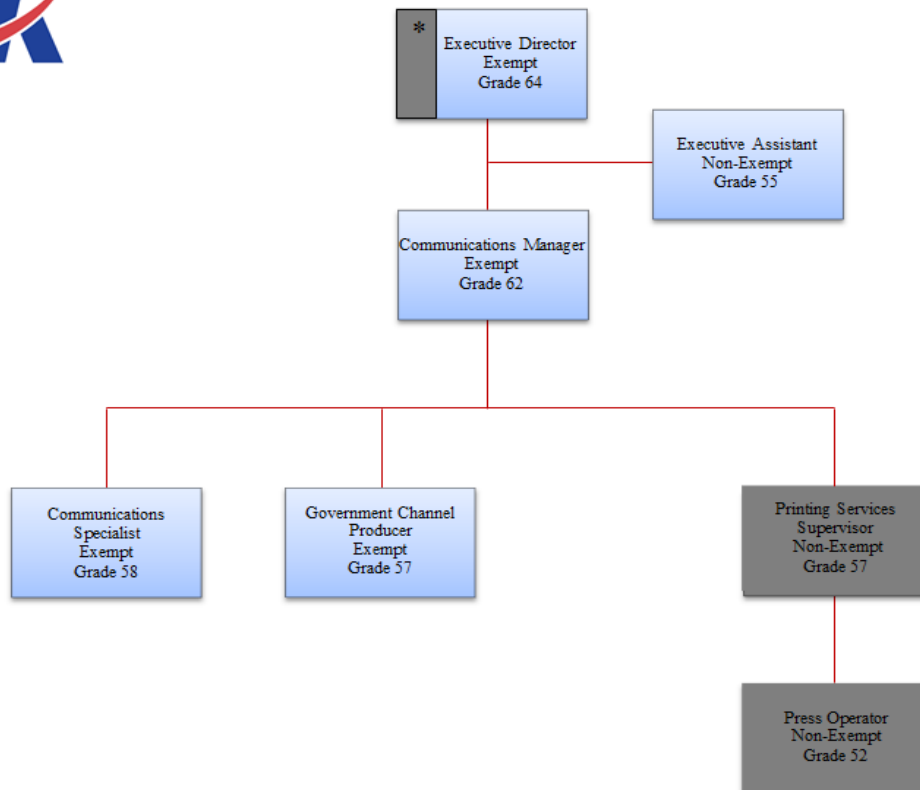 *
Executive Director
Exempt
Grade 64
Executive Assistant
Non-Exempt
Grade 55
Communications Manager
Exempt
Grade 62
Communications
Specialist
Exempt
Grade 58
Government Channel
Producer
Exempt
Grade 57
Printing Services
Supervisor
Non-Exempt
Grade 57
Press Operator
Non-Exempt
Grade 52